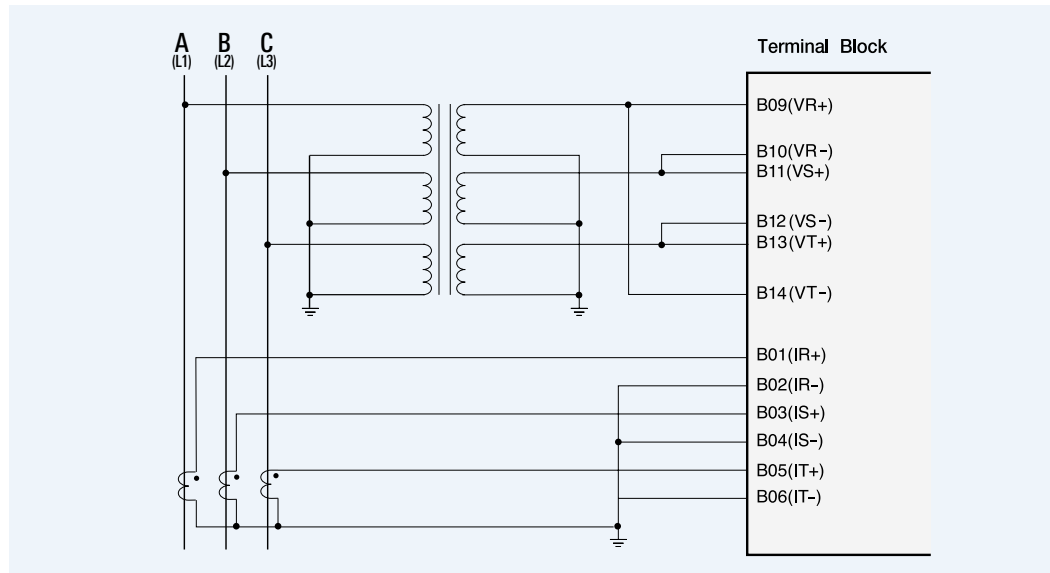 A B C
(L1) (L2) (L3)
Terminal Block
B09(VR+)
B10(VR-)
B11(VS+)
B12(VS-)
B13(VT+)
B14(VT-)
B01(IR+)
B02(IR-)
B03(IS+)
B04(IS-)
B05(IT+)
B06(IT-)